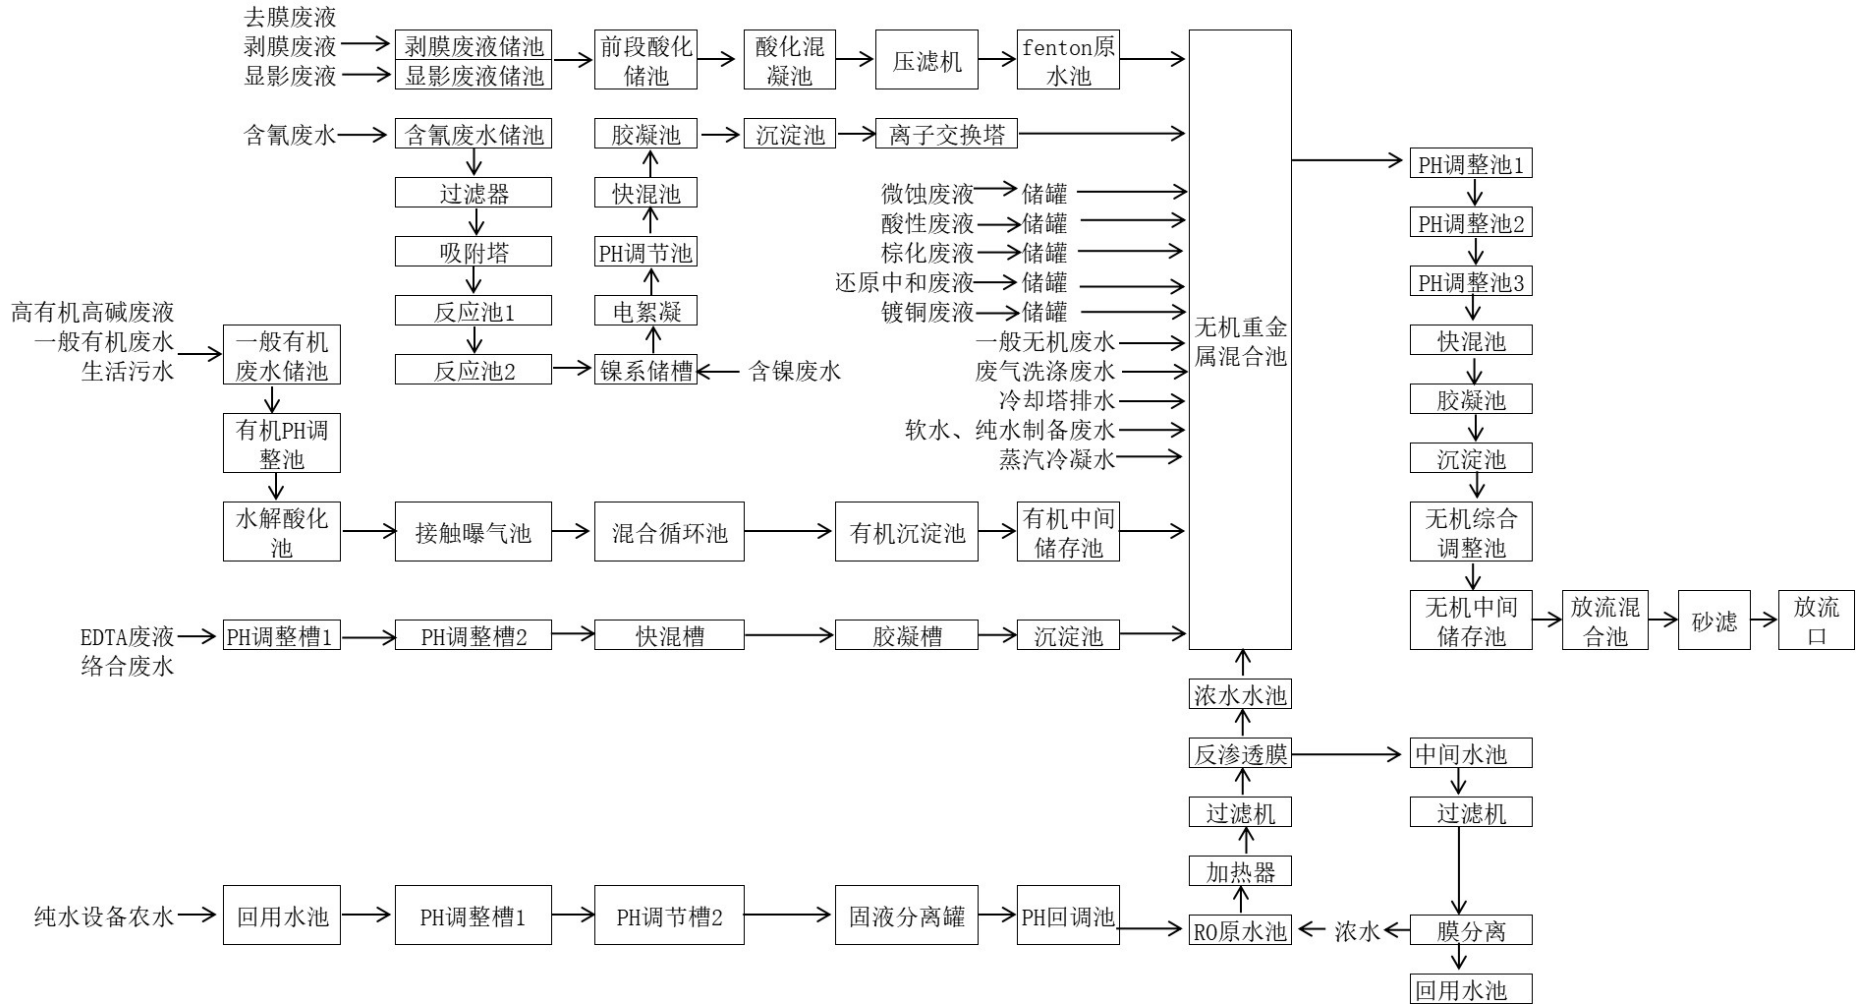 去膜废液
剥膜废液
显影废液
剥膜废液储池
显影废液储池
前段酸化
储池
酸化混
凝池
压滤机
fenton原
水池
含氰废水
含氰废水储池
过滤器
吸附塔
反应池1
反应池2
镍系储槽
含镍废水
电絮凝
PH调节池
快混池
胶凝池
沉淀池
离子交换塔
微蚀废液
储罐
酸性废液
储罐
棕化废液
储罐
还原中和废液
储罐
镀铜废液
储罐
一般无机废水
废气洗涤废水
冷却塔排水
软水、纯水制备废水
蒸汽冷凝水
高有机高碱废液
一般有机废水
生活污水
一般有机
废水储池
有机PH调
整池
水解酸化
池
接触曝气池
混合循环池
有机沉淀池
有机中间
储存池
EDTA废液
络合废水
PH调整槽1
PH调整槽2
快混槽
胶凝槽
沉淀池
无机重金
属混合池
PH调整池1
PH调整池2
PH调整池3
快混池
胶凝池
沉淀池
无机综合
调整池
无机中间
储存池
放流混
合池
砂滤
放流
口
浓水水池
反渗透膜
过滤机
加热器
中间水池
过滤机
纯水设备农水
回用水池
PH调整槽1
PH调节槽2
固液分离罐
PH回调池
RO原水池
浓水
膜分离
回用水池